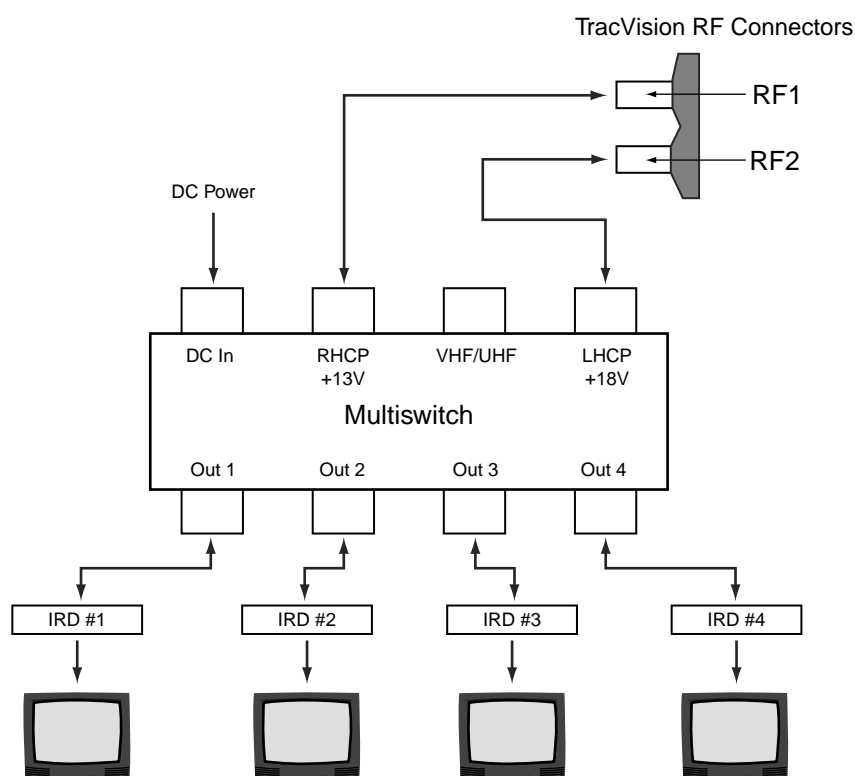 TracVision RF Connectors
RF1
RF2
DC Power
DC In
RHCP
+13V
VHF/UHF
LHCP
+18V
Multiswitch
Out 1
Out 2
Out 3
Out 4
IRD #1
IRD #2
IRD #3
IRD #4